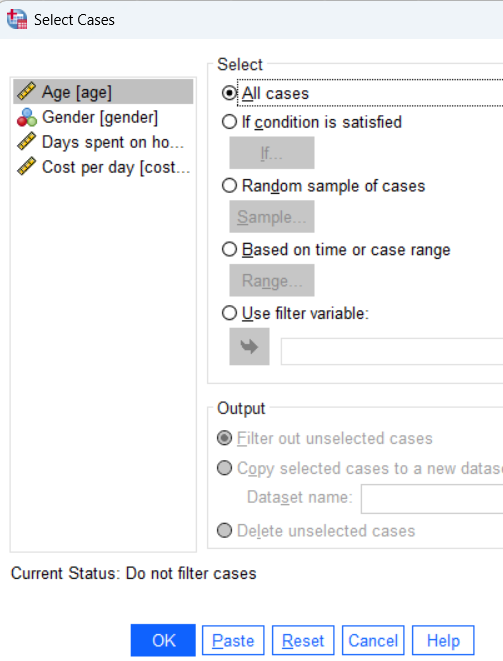 Select Cases
Age [age]
Gender [gender]
Days spent on ho...
Cost per day [cost...
Select
All cases
If condition is satisfied
If...
Random sample of cases
Sample...
Based on time or case range
Range...
Use filter variable:
Output
Filter out unselected cases
Copy selected cases to a new datase
Dataset name:
Delete unselected cases
Current Status: Do not filter cases
OK Paste Reset Cancel Help